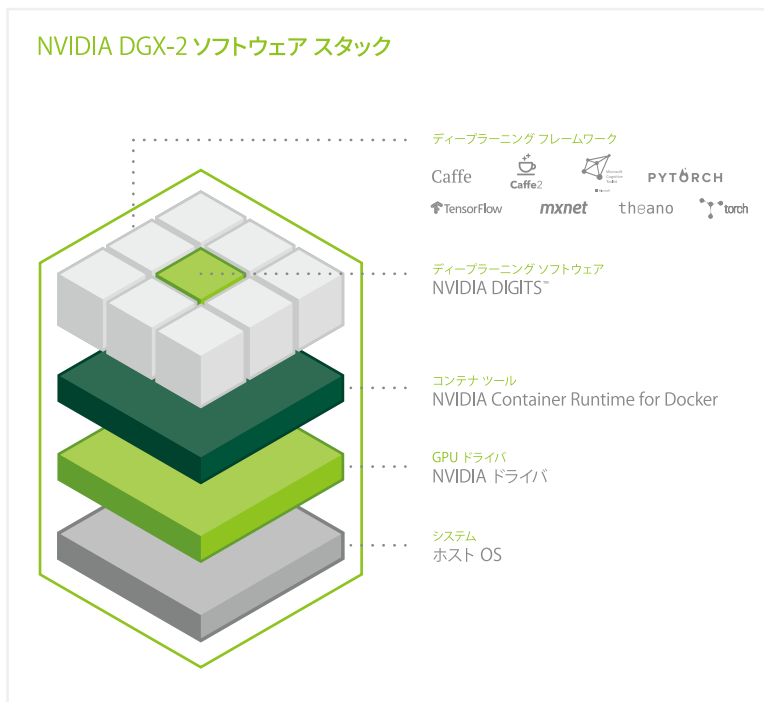 NVIDIA DGX-2 ソフトウェア スタック
ディープラーニング フレームワーク
Caffe
Caffe2
Microsoft
Cognitive
Toolkit
Microsoft
PYTORCH
TensorFlow
mxnet
theano
torch
ディープラーニング ソフトウェア
NVIDIA DIGITS™
コンテナ ツール
NVIDIA Container Runtime for Docker
GPU ドライバ
NVIDIA ドライバ
システム
ホスト OS